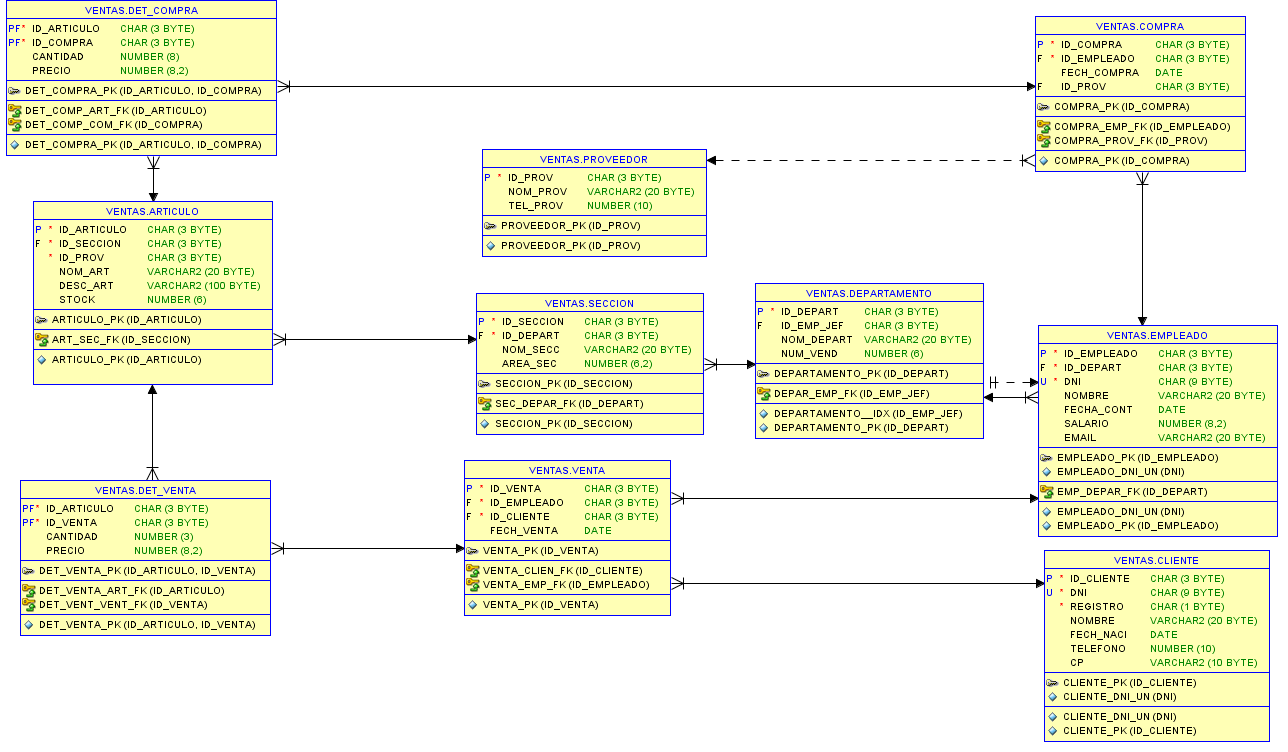 VENTAS.DET_COMPRA
PF* ID_ARTICULO CHAR (3 BYTE)
PF* ID_COMPRA CHAR (3 BYTE)
CANTIDAD NUMBER (8)
PRECIO NUMBER (8,2)
DET_COMPRA_PK (ID_ARTICULO, ID_COMPRA)
DET_COMP_ART_FK (ID_ARTICULO)
DET_COMP_COM_FK (ID_COMPRA)
DET_COMPRA_PK (ID_ARTICULO, ID_COMPRA)
VENTAS.COMPRA
P * ID_COMPRA CHAR (3 BYTE)
F * ID_EMPLEADO CHAR (3 BYTE)
FECH_COMPRA DATE
F ID_PROV CHAR (3 BYTE)
COMPRA_PK (ID_COMPRA)
COMPRA_EMP_FK (ID_EMPLEADO)
COMPRA_PROV_FK (ID_PROV)
COMPRA_PK (ID_COMPRA)
VENTAS.PROVEEDOR
P * ID_PROV CHAR (3 BYTE)
NOM_PROV VARCHAR2 (20 BYTE)
TEL_PROV NUMBER (10)
PROVEEDOR_PK (ID_PROV)
PROVEEDOR_PK (ID_PROV)
VENTAS.ARTICULO
P * ID_ARTICULO CHAR (3 BYTE)
F * ID_SECCION CHAR (3 BYTE)
* ID_PROV CHAR (3 BYTE)
NOM_ART VARCHAR2 (20 BYTE)
DESC_ART VARCHAR2 (100 BYTE)
STOCK NUMBER (6)
ARTICULO_PK (ID_ARTICULO)
ART_SEC_FK (ID_SECCION)
ARTICULO_PK (ID_ARTICULO)
VENTAS.SECCION
P * ID_SECCION CHAR (3 BYTE)
F * ID_DEPART CHAR (3 BYTE)
NOM_SECC VARCHAR2 (20 BYTE)
AREA_SEC NUMBER (6,2)
SECCION_PK (ID_SECCION)
SEC_DEPAR_FK (ID_DEPART)
SECCION_PK (ID_SECCION)
VENTAS.DEPARTAMENTO
P * ID_DEPART CHAR (3 BYTE)
F ID_EMP_JEF CHAR (3 BYTE)
NOM_DEPART VARCHAR2 (20 BYTE)
NUM_VEND NUMBER (6)
DEPARTAMENTO_PK (ID_DEPART)
DEPAR_EMP_FK (ID_EMP_JEF)
DEPARTAMENTO__IDX (ID_EMP_JEF)
DEPARTAMENTO_PK (ID_DEPART)
VENTAS.EMPLEADO
P * ID_EMPLEADO CHAR (3 BYTE)
F * ID_DEPART CHAR (3 BYTE)
U * DNI CHAR (9 BYTE)
NOMBRE VARCHAR2 (20 BYTE)
FECHA_CONT DATE
SALARIO NUMBER (8,2)
EMAIL VARCHAR2 (20 BYTE)
EMPLEADO_PK (ID_EMPLEADO)
EMPLEADO_DNI_UN (DNI)
EMP_DEPAR_FK (ID_DEPART)
EMPLEADO_DNI_UN (DNI)
EMPLEADO_PK (ID_EMPLEADO)
VENTAS.DET_VENTA
PF* ID_ARTICULO CHAR (3 BYTE)
PF* ID_VENTA CHAR (3 BYTE)
CANTIDAD NUMBER (3)
PRECIO NUMBER (8,2)
DET_VENTA_PK (ID_ARTICULO, ID_VENTA)
DET_VENTA_ART_FK (ID_ARTICULO)
DET_VENT_VENT_FK (ID_VENTA)
DET_VENTA_PK (ID_ARTICULO, ID_VENTA)
VENTAS.VENTA
P * ID_VENTA CHAR (3 BYTE)
F * ID_EMPLEADO CHAR (3 BYTE)
F * ID_CLIENTE CHAR (3 BYTE)
FECH_VENTA DATE
VENTA_PK (ID_VENTA)
VENTA_CLIEN_FK (ID_CLIENTE)
VENTA_EMP_FK (ID_EMPLEADO)
VENTA_PK (ID_VENTA)
VENTAS.CLIENTE
P * ID_CLIENTE CHAR (3 BYTE)
U * DNI CHAR (9 BYTE)
* REGISTRO CHAR (1 BYTE)
NOMBRE VARCHAR2 (20 BYTE)
FECH_NACI DATE
TELEFONO NUMBER (10)
CP VARCHAR2 (10 BYTE)
CLIENTE_PK (ID_CLIENTE)
CLIENTE_DNI_UN (DNI)
CLIENTE_DNI_UN (DNI)
CLIENTE_PK (ID_CLIENTE)